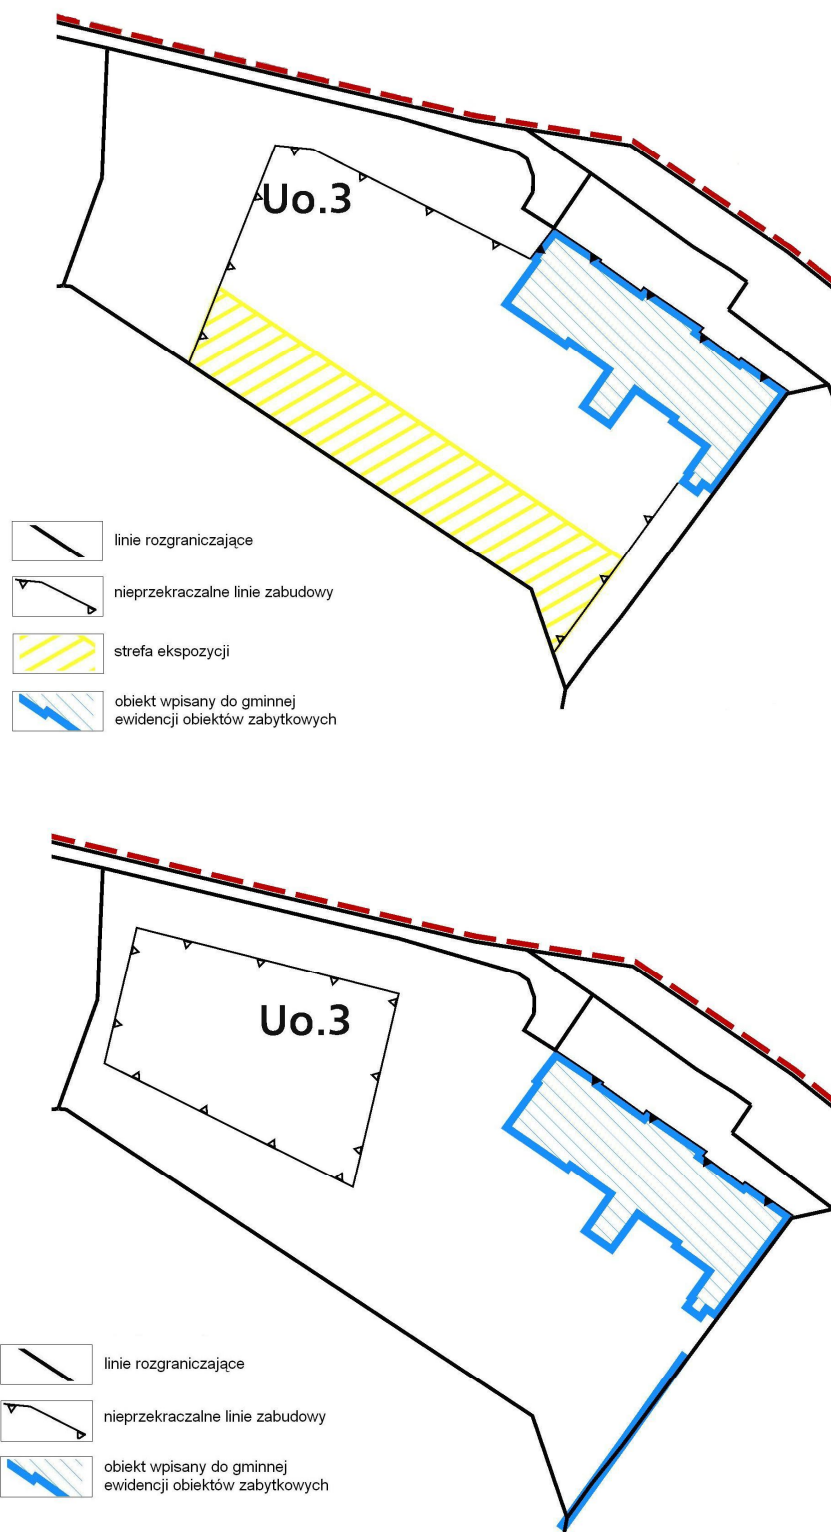 Uo.3
linie rozgraniczające
nieprzekraczalne linie zabudowy
strefa ekspozycji
obiekt wpisany do gminnej
ewidencji obiektów zabytkowych
Uo.3
linie rozgraniczające
nieprzekraczalne linie zabudowy
obiekt wpisany do gminnej
ewidencji obiektów zabytkowych